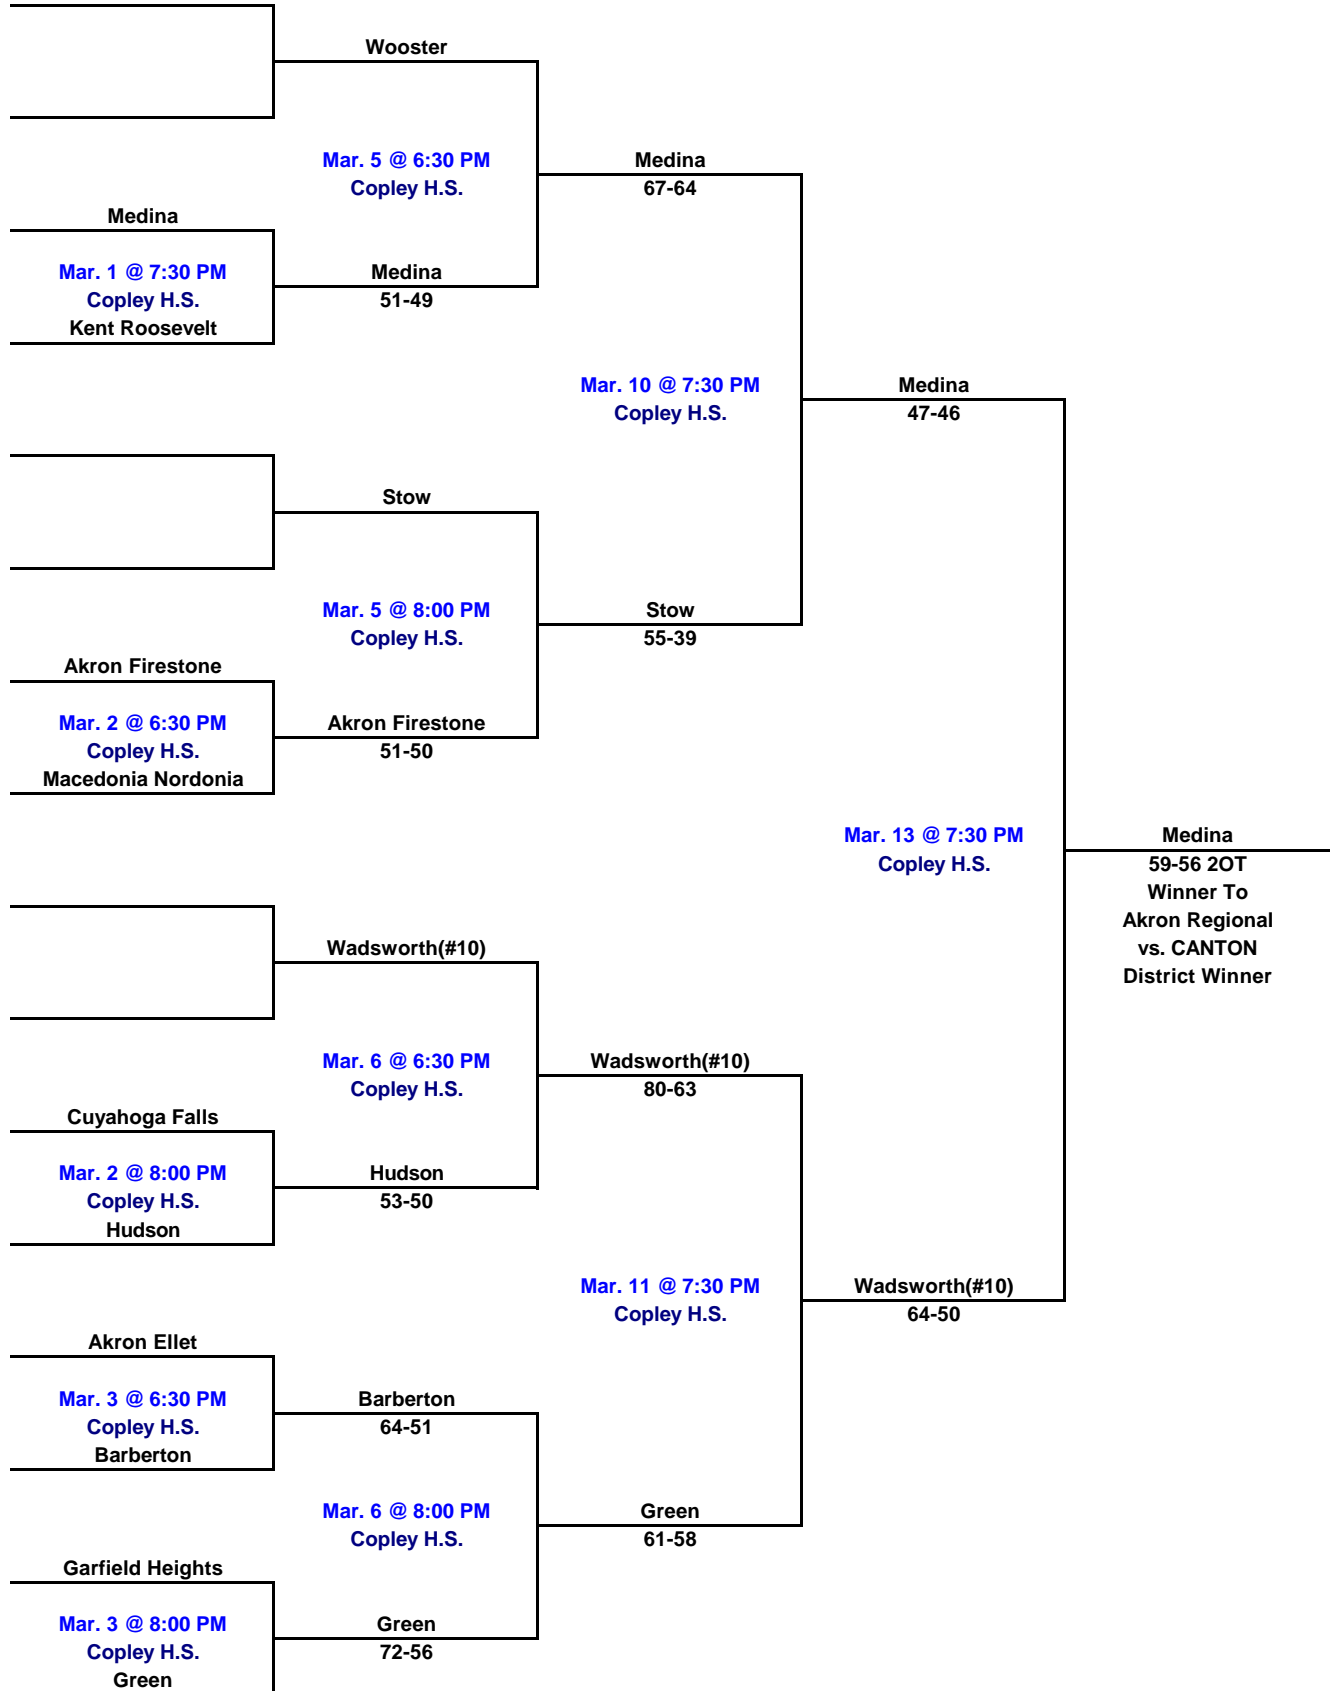 Wooster
Mar. 5 @ 6:30 PM
Copley H.S.
Medina
67-64
Medina
Mar. 1 @ 7:30 PM
Copley H.S.
Kent Roosevelt
Medina
51-49
Mar. 10 @ 7:30 PM
Copley H.S.
Medina
47-46
Stow
Mar. 5 @ 8:00 PM
Copley H.S.
Stow
55-39
Akron Firestone
Mar. 2 @ 6:30 PM
Copley H.S.
Macedonia Nordonia
Akron Firestone
51-50
Mar. 13 @ 7:30 PM
Copley H.S.
Medina
59-56 2OT
Winner To
Akron Regional
vs. CANTON
District Winner
Wadsworth(#10)
Mar. 6 @ 6:30 PM
Copley H.S.
Wadsworth(#10)
80-63
Cuyahoga Falls
Mar. 2 @ 8:00 PM
Copley H.S.
Hudson
Hudson
53-50
Mar. 11 @ 7:30 PM
Copley H.S.
Wadsworth(#10)
64-50
Akron Ellet
Mar. 3 @ 6:30 PM
Copley H.S.
Barberton
Barberton
64-51
Mar. 6 @ 8:00 PM
Copley H.S.
Green
61-58
Garfield Heights
Mar. 3 @ 8:00 PM
Copley H.S.
Green
Green
72-56